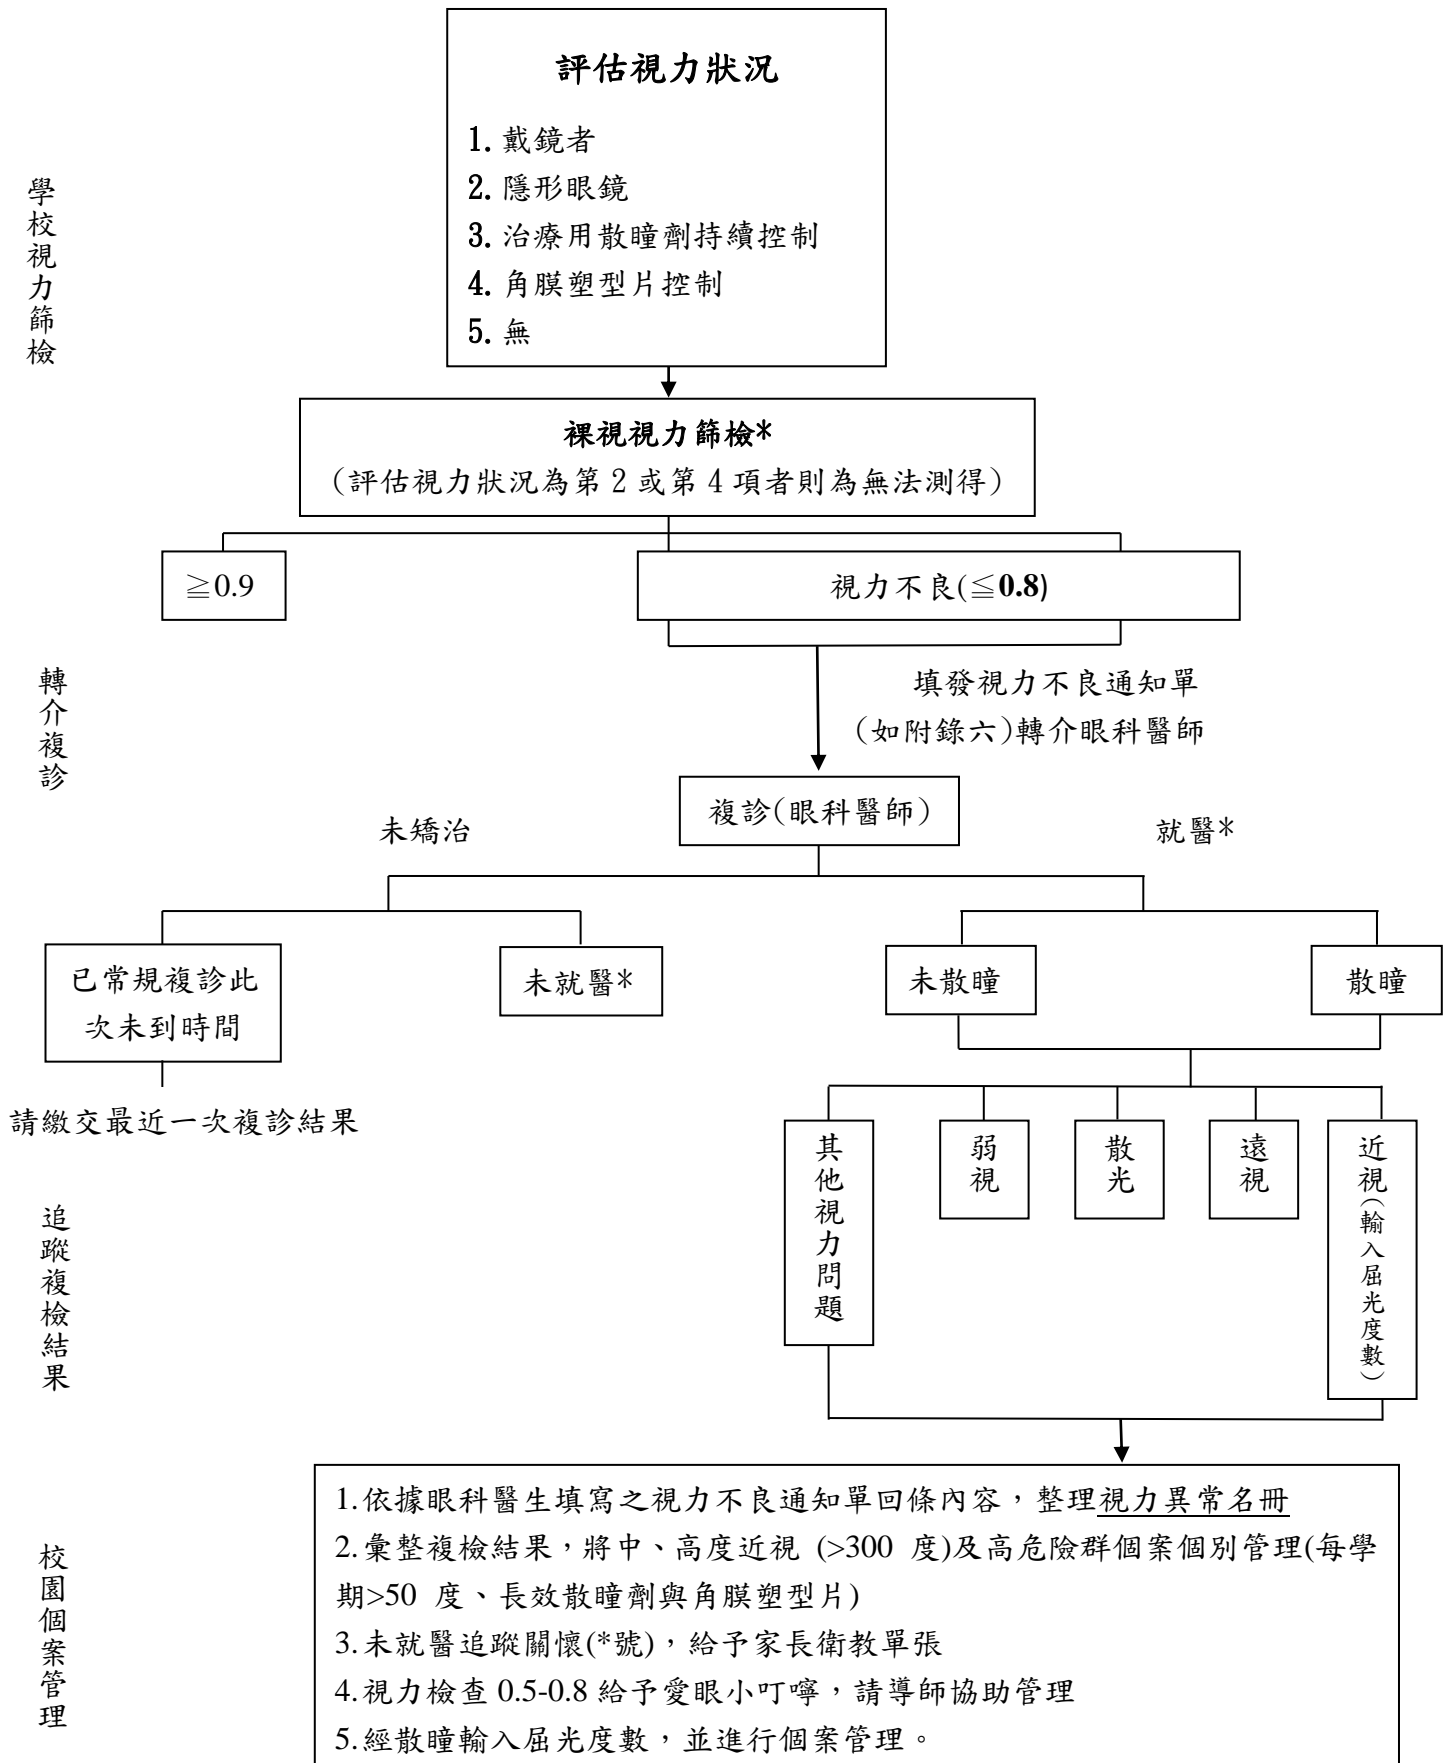 評估視力狀況
1. 戴鏡者
2. 隱形眼鏡
3. 治療用散瞳劑持續控制
4. 角膜塑型片控制
5. 無
學校視力篩檢
裸視視力篩檢*
(評估視力狀況為第 2 或第 4 項者則為無法測得)
≧0.9
視力不良(≦0.8)
轉介複診
填發視力不良通知單
(如附錄六)轉介眼科醫師
複診(眼科醫師)
未矯治
就醫*
已常規複診此
次未到時間
未就醫*
未散瞳
散瞳
請繳交最近一次複診結果
其他視力問題
弱視
散光
遠視
近視(輸入屈光度數)
追蹤複檢結果
校園個案管理
1.依據眼科醫生填寫之視力不良通知單回條內容，整理視力異常名冊
2.彙整複檢結果，將中、高度近視 (>300 度)及高危險群個案個別管理(每學
期>50 度、長效散瞳劑與角膜塑型片)
3.未就醫追蹤關懷(*號)，給予家長衛教單張
4.視力檢查 0.5-0.8 給予愛眼小叮嚀，請導師協助管理
5.經散瞳輸入屈光度數，並進行個案管理。